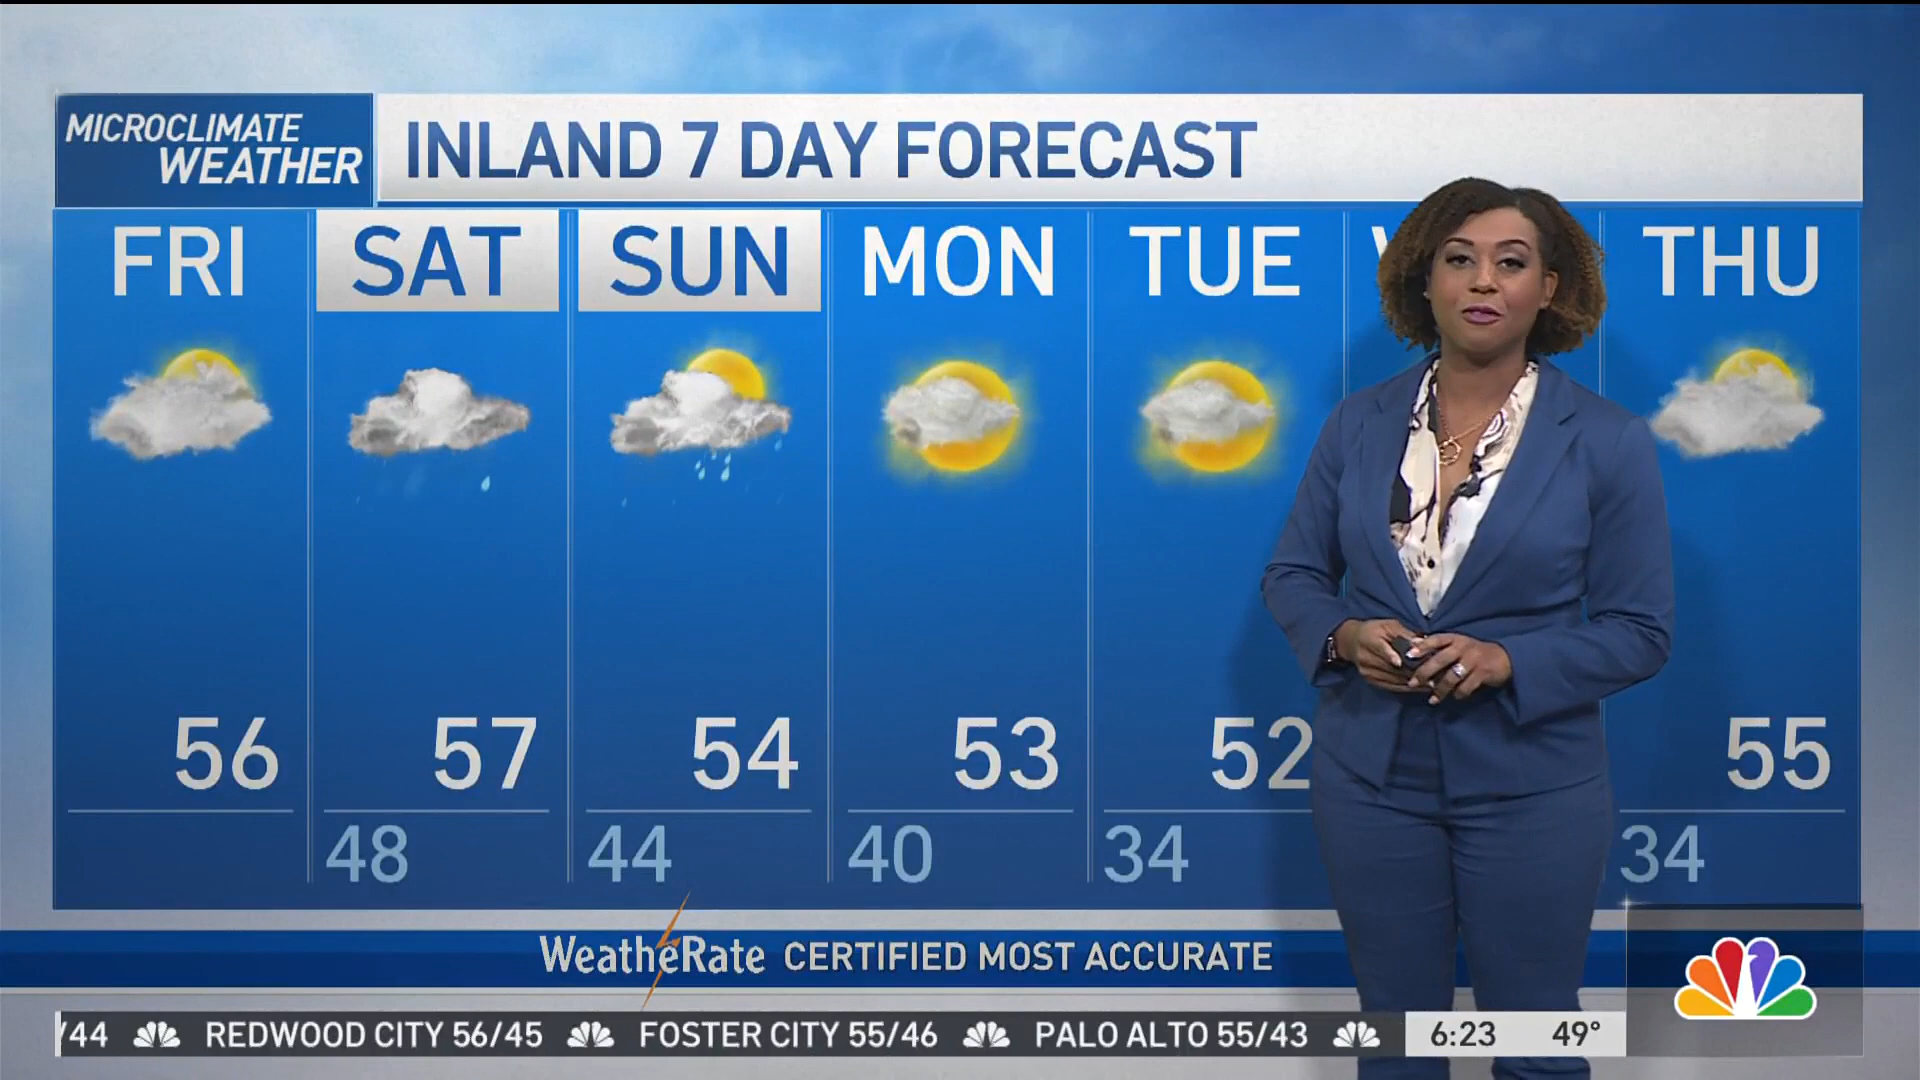 MICROCLIMATE
WEATHER
INLAND 7 DAY FORECAST
FRI SAT SUN MON TUE THU
56 57 54 53 52 55
48 44 40 34 34
WeatheRate CERTIFIED MOST ACCURATE
/44 REDWOOD CITY 56/45 FOSTER CITY 55/46 PALO ALTO 55/43 6:23 49°